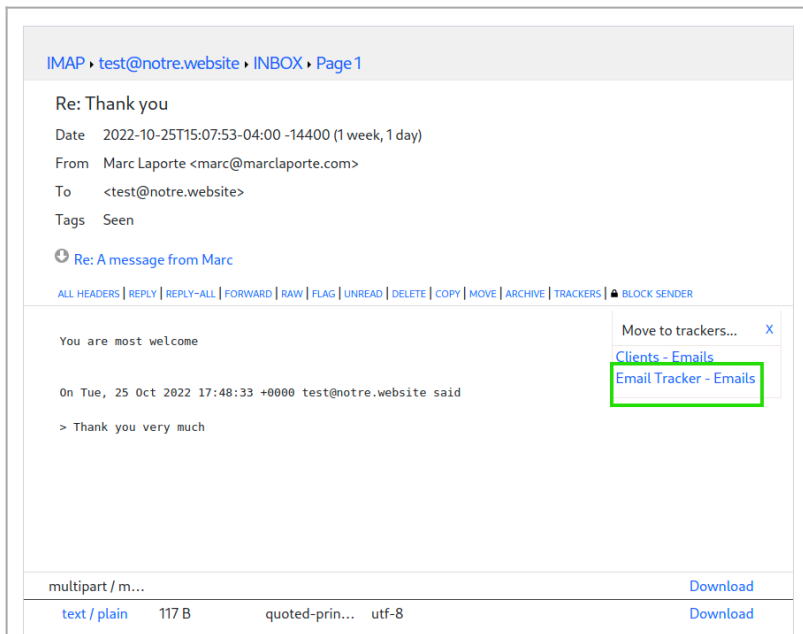 IMAP ▸ test@notre.website ▸ INBOX ▸ Page 1
Re: Thank you
Date 2022-10-25T15:07:53-04:00 -14400 (1 week, 1 day)
From Marc Laporte <marc@marclaporte.com>
To <test@notre.website>
Tags Seen
Re: A message from Marc
ALL HEADERS | REPLY | REPLY-ALL | FORWARD | RAW | FLAG | UNREAD | DELETE | COPY | MOVE | ARCHIVE | TRACKERS | BLOCK SENDER
Move to trackers... X
Clients - Emails
Email Tracker - Emails
You are most welcome
On Tue, 25 Oct 2022 17:48:33 +0000 test@notre.website said
> Thank you very much
multipart / m... Download
text / plain 117 B quoted-prin... utf-8 Download